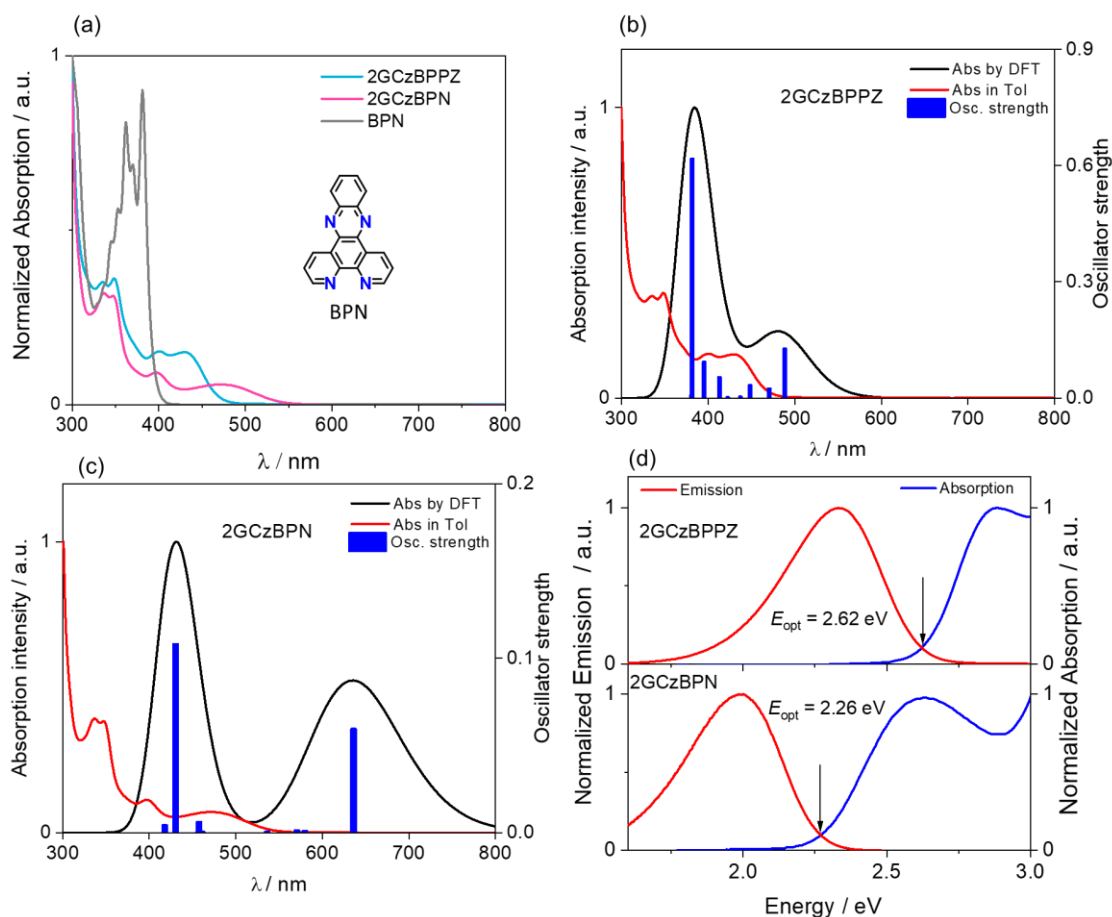 (a)
Normalized Absorption / a.u.
1
0
2GCzBPPZ
2GCzBPN
BPN
N
N
N
N
BPN
300
400
500
600
700
800
λ / nm
(b)
Absorption intensity / a.u.
1
0
2GCzBPPZ
Abs by DFT
Abs in Tol
Osc. strength
0.9
0.6
0.3
0.0
Oscillator strength
300
400
500
600
700
800
λ / nm
(c)
Absorption intensity / a.u.
1
0
2GCzBPN
Abs by DFT
Abs in Tol
Osc. strength
0.2
0.1
0.0
Oscillator strength
300
400
500
600
700
800
λ / nm
(d)
Normalized Emission / a.u.
Emission
Absorption
1
0
1
0
2GCzBPPZ
Eopt = 2.62 eV
2GCzBPN
1
0
1
0
Eopt = 2.26 eV
Normalized Absorption / a.u.
2.0
2.5
3.0
Energy / eV